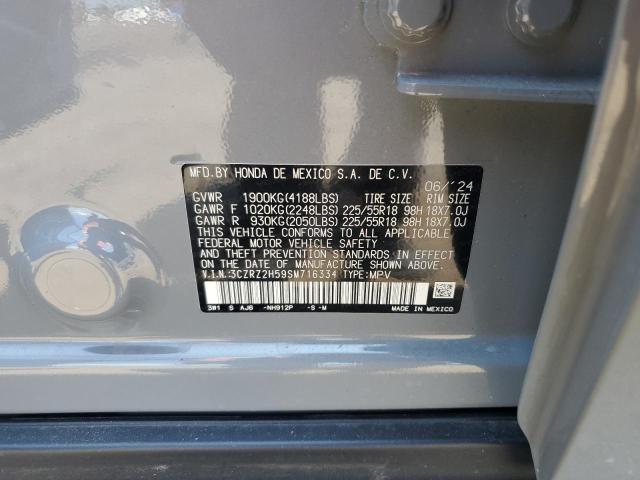 MFD.BY HONDA DE MEXICO S.A. DE C.V.
06/'24
GVWR 1900KG(4188LBS) TIRE SIZE RIM SIZE
GAWR F 1020KG(2248LBS) 225/55R18 98H 18X7.0J
GAWR R 930KG(2050LBS) 225/55R18 98H 18X7.0J
THIS VEHICLE CONFORMS TO ALL APPLICABLE
FEDERAL MOTOR VEHICLE SAFETY
AND THEFT PREVENTION STANDARDS IN EFFECT
ON THE DATE OF MANUFACTURE SHOWN ABOVE.
V.I.N. 3CZRZ2H59SM716334 TYPE:MPV
3W1 S AJ6 -NH912P -S -M MADE IN MEXICO